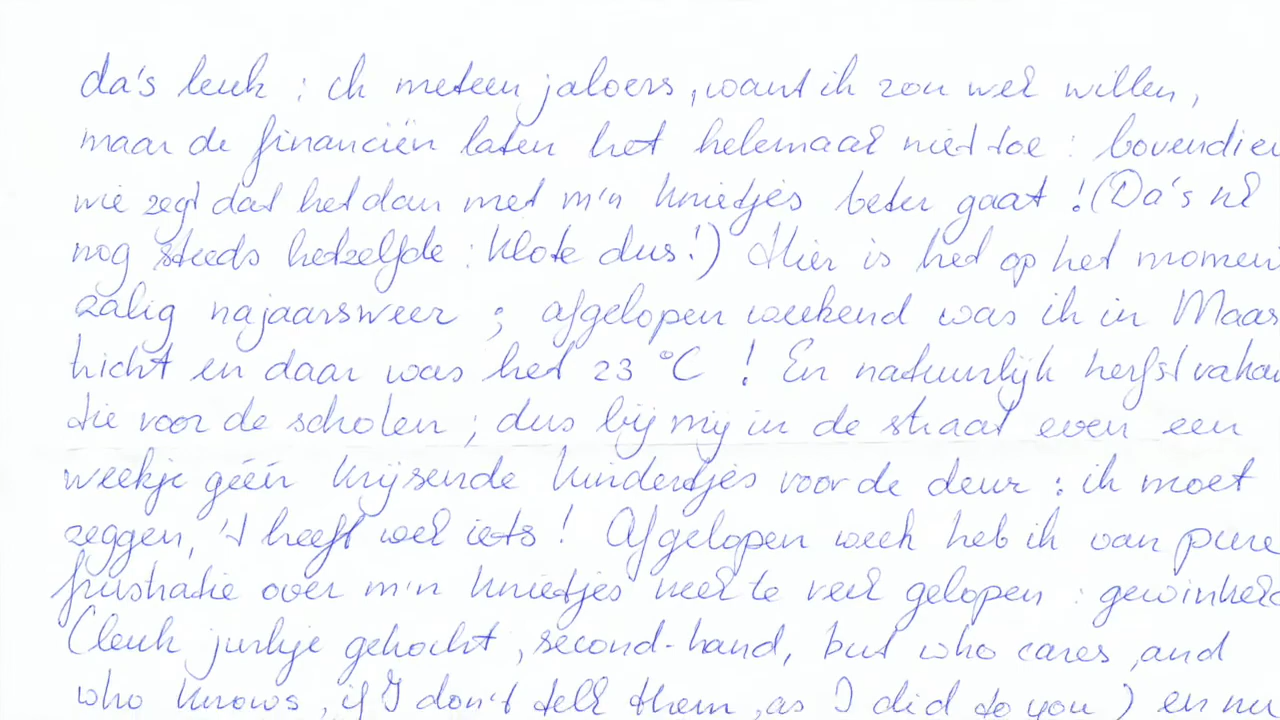 da's leuk : ik meteen jaloers, want ik zou wel willen,
maar de financiën laten het helemaal niet toe : bovendien
wie zegt dat het dan met m'n knietjes beter gaat ! (Da's nl
nog steeds hetzelfde : klote dus!) Hier is het op het momen
zalig najaarsweer ; afgelopen weekend was ik in Maas
tricht en daar was het 23 °C ! En natuurlijk herfstvakan
tie voor de scholen ; dus bij mij in de straat even een
weekje géén krijsende kindertjes voor de deur : ik moet
zeggen, 't heeft wel iets ! Afgelopen week heb ik van pure
frustratie over m'n knietjes veel te veel gelopen : gewinkeld
(leuk jurkje gekocht, second-hand, but who cares, and
who knows, if I don't tell them, as I did to you ) en nu